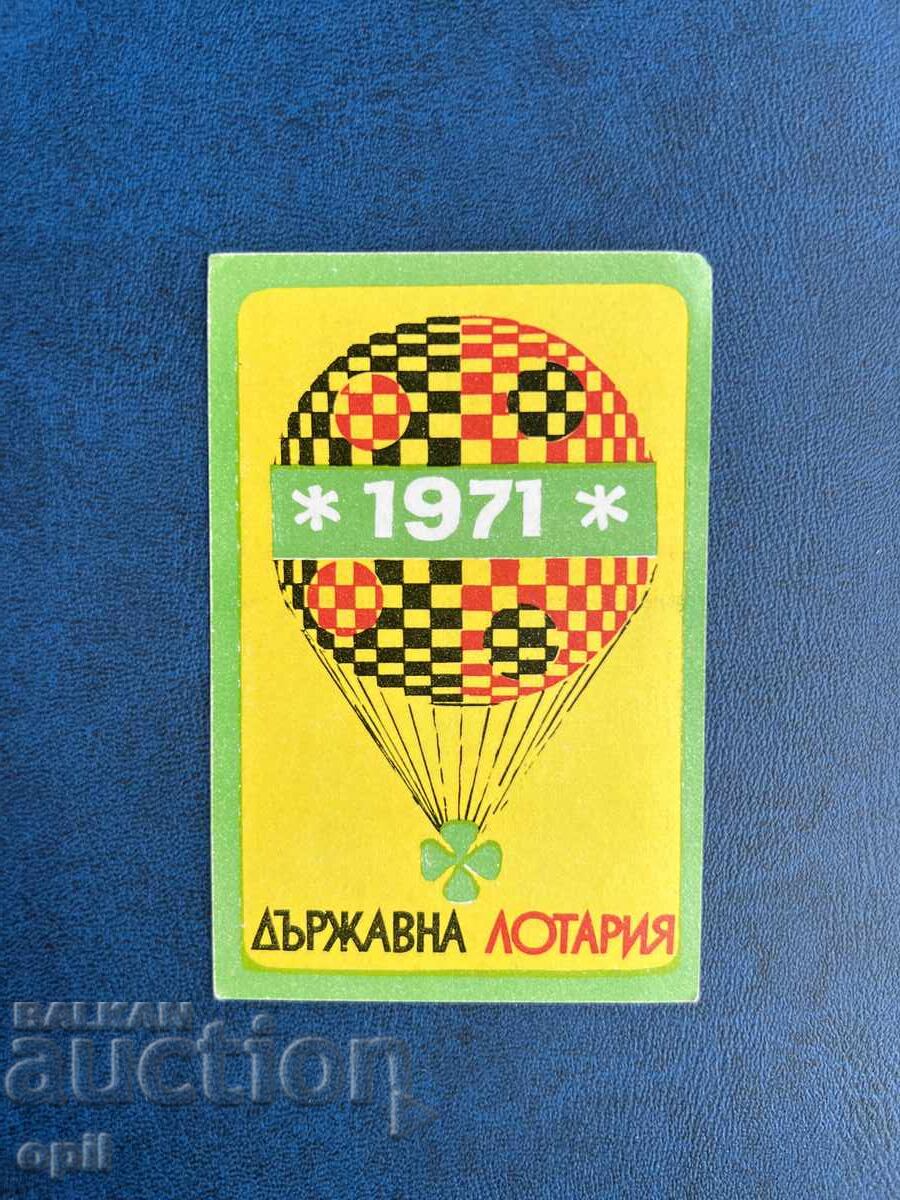 * 1971 *
ДЪРЖАВНА ЛОТАРИЯ
BALKAN
auction
opil